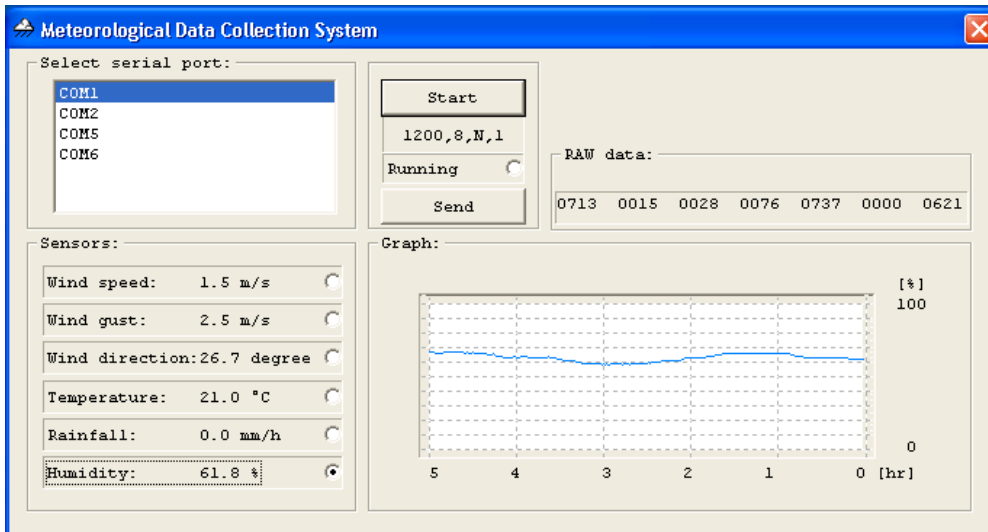 Meteorological Data Collection System
Select serial port:
COM1
COM2
COM5
COM6
Start
1200,8,N,1
Running
Send
RAW data:
0713 0015 0028 0076 0737 0000 0621
Sensors:
Wind speed: 1.5 m/s
Wind gust: 2.5 m/s
Wind direction:26.7 degree
Temperature: 21.0 °C
Rainfall: 0.0 mm/h
Humidity: 61.8 %
Graph:
[%]
100
0
5 4 3 2 1 0 [hr]